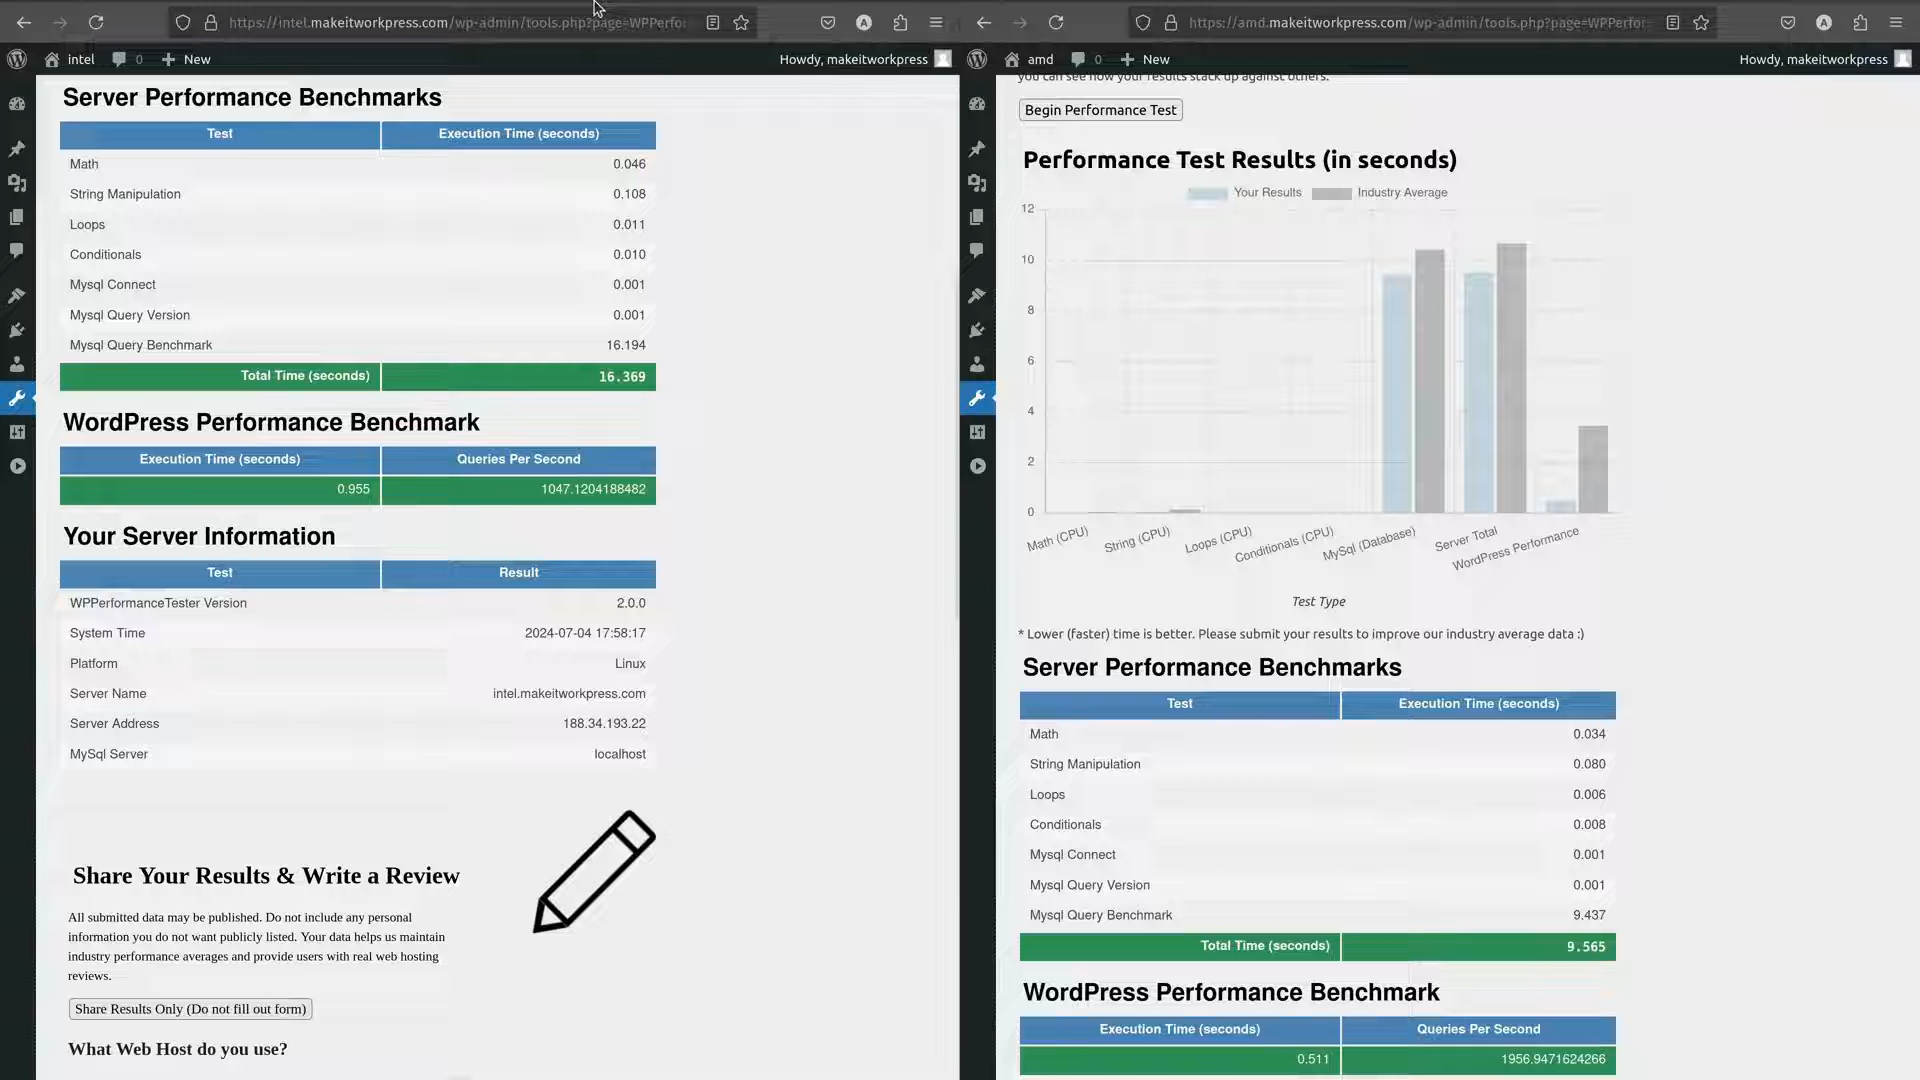 https://intel.makeitworkpress.com/wp-admin/tools.php?page=WPPerfo
intel 0 New
Howdy, makeitworkpress
Server Performance Benchmarks
Test Execution Time (seconds)
Math 0.046
String Manipulation 0.108
Loops 0.011
Conditionals 0.010
Mysql Connect 0.001
Mysql Query Version 0.001
Mysql Query Benchmark 16.194
Total Time (seconds) 16.369
WordPress Performance Benchmark
Execution Time (seconds) Queries Per Second
0.955 1047.1204188482
Your Server Information
Test Result
WPPerformanceTester Version 2.0.0
System Time 2024-07-04 17:58:17
Platform Linux
Server Name intel.makeitworkpress.com
Server Address 188.34.193.22
MySql Server localhost
Share Your Results & Write a Review
All submitted data may be published. Do not include any personal
information you do not want publicly listed. Your data helps us maintain
industry performance averages and provide users with real web hosting
reviews.
Share Results Only (Do not fill out form)
What Web Host do you use?
https://amd.makeitworkpress.com/wp-admin/tools.php?page=WPPerfor
amd 0 New
Howdy, makeitworkpress
you can see how your results stack up against others.
Begin Performance Test
Performance Test Results (in seconds)
Your Results Industry Average
12
10
8
6
4
2
0
Math (CPU)
String (CPU)
Loops (CPU)
Conditionals (CPU)
MySql (Database)
Server Total
WordPress Performance
Test Type
* Lower (faster) time is better. Please submit your results to improve our industry average data :)
Server Performance Benchmarks
Test Execution Time (seconds)
Math 0.034
String Manipulation 0.080
Loops 0.006
Conditionals 0.008
Mysql Connect 0.001
Mysql Query Version 0.001
Mysql Query Benchmark 9.437
Total Time (seconds) 9.565
WordPress Performance Benchmark
Execution Time (seconds) Queries Per Second
0.511 1956.9471624266